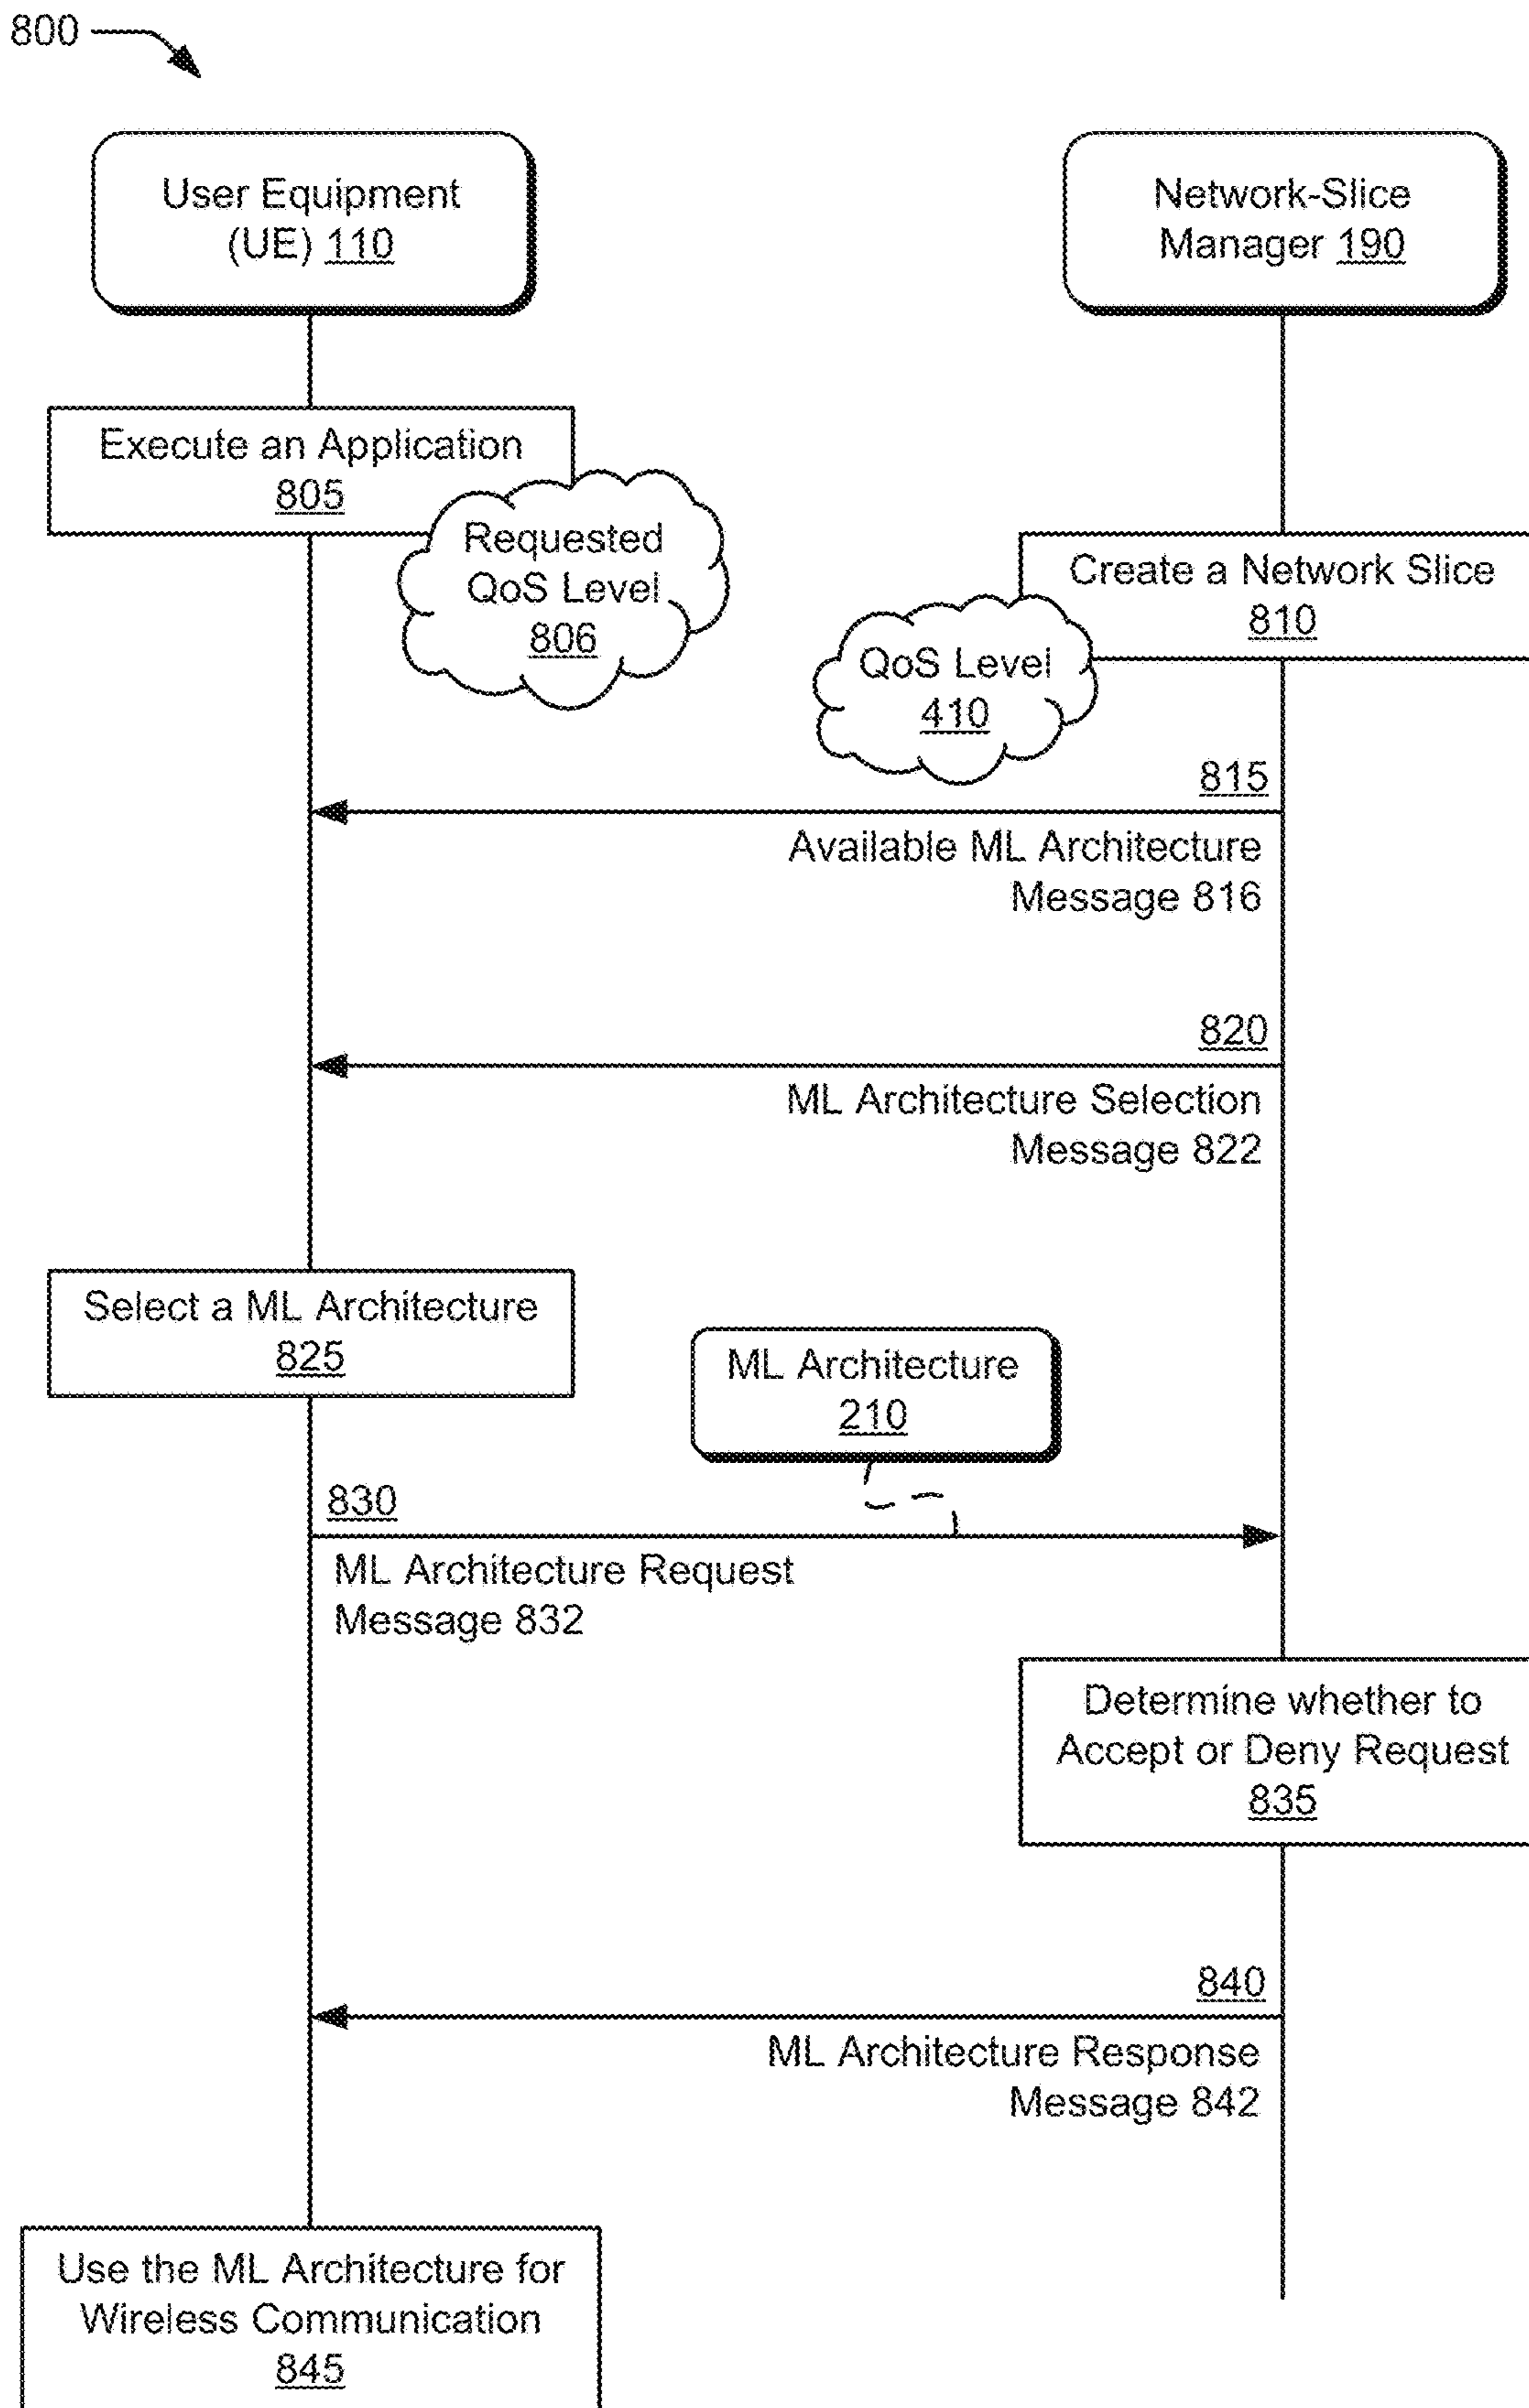 800
User Equipment
(UE) 110
Network-Slice
Manager 190
Execute an Application
805
Requested
QoS Level
806
Create a Network Slice
810
QoS Level
410
815
Available ML Architecture
Message 816
820
ML Architecture Selection
Message 822
Select a ML Architecture
825
ML Architecture
210
830
ML Architecture Request
Message 832
Determine whether to
Accept or Deny Request
835
840
ML Architecture Response
Message 842
Use the ML Architecture for
Wireless Communication
845